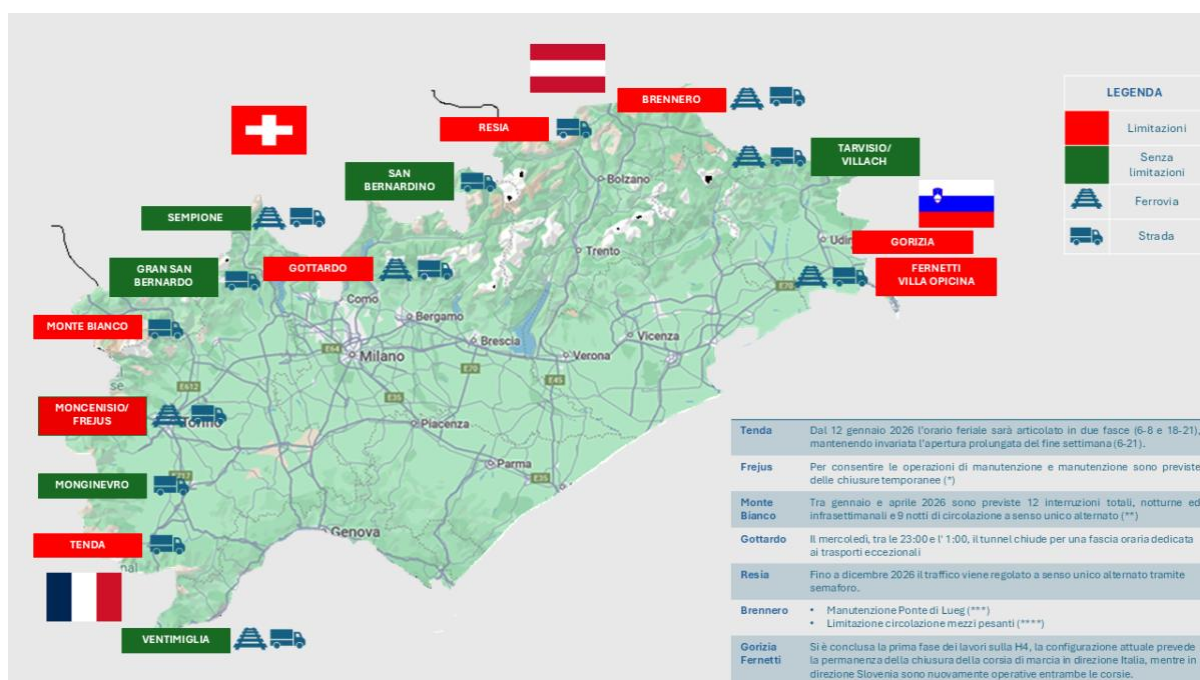 BRENNERO
LEGENDA
RESIA
Limitazioni
TARVISIO/
VILLACH
Senza
limitazioni
SAN
BERNARDINO
Bolzano
Ferrovia
SEMPIONE
Trento
GORIZIA
Strada
GRAN SAN
BERNARDO
GOTTARDO
FERNETTI
VILLA OPICINA
E70
Como
MONTE BIANCO
Bergamo
Brescia
Vicenza
Verona
E64
Milano
E70
E45
E612
E35
MONCENISIO/
FREJUS
Torino
Piacenza
MONGINEVRO
E717
Parma
E35
TENDA
Genova
VENTIMIGLIA
Tenda Dal 12 gennaio 2026 l'orario feriale sarà articolato in due fasce (6-8 e 18-21),
mantenendo invariata l'apertura prolungata del fine settimana (6-21).
Frejus Per consentire le operazioni di manutenzione e manutenzione sono previste
delle chiusure temporanee (*)
Monte Bianco Tra gennaio e aprile 2026 sono previste 12 interruzioni totali, notturne ed
infrasettimanali e 9 notti di circolazione a senso unico alternato (**)
Gottardo Il mercoledì, tra le 23:00 e l' 1:00, il tunnel chiude per una fascia oraria dedicata
ai trasporti eccezionali
Resia Fino a dicembre 2026 il traffico viene regolato a senso unico alternato tramite
semaforo.
Brennero • Manutenzione Ponte di Lueg (***)
• Limitazione circolazione mezzi pesanti (****)
Gorizia Fernetti Si è conclusa la prima fase dei lavori sulla H4, la configurazione attuale prevede
la permanenza della chiusura della corsia di marcia in direzione Italia, mentre in
direzione Slovenia sono nuovamente operative entrambe le corsie.